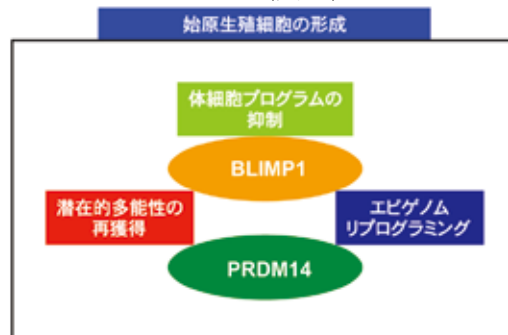 始原生殖細胞の形成
体細胞プログラムの
抑制
BLIMP1
潜在的多能性の
再獲得
エピゲノム
リプログラミング
PRDM14